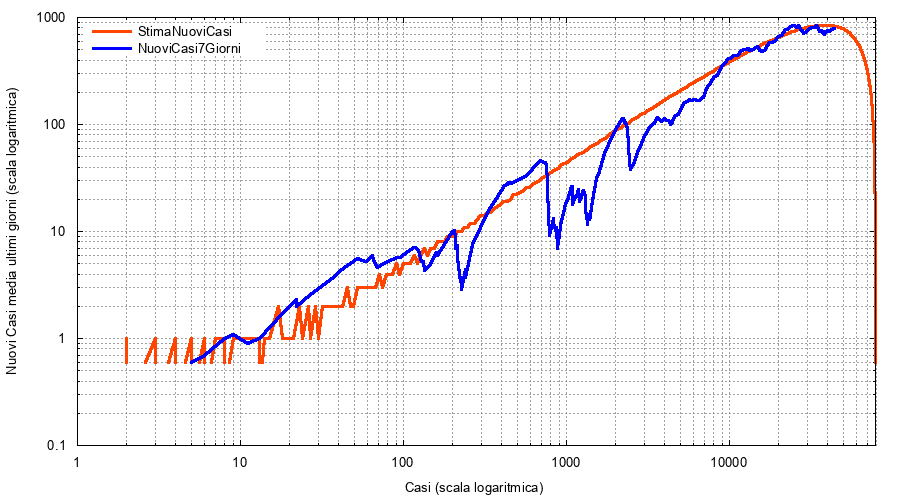 1000
100
10
1
0.1
1
10
100
1000
10000
StimaNuoviCasi
NuoviCasi7Giorni
Nuovi Casi media ultimi giorni (scala logaritmica)
Casi (scala logaritmica)